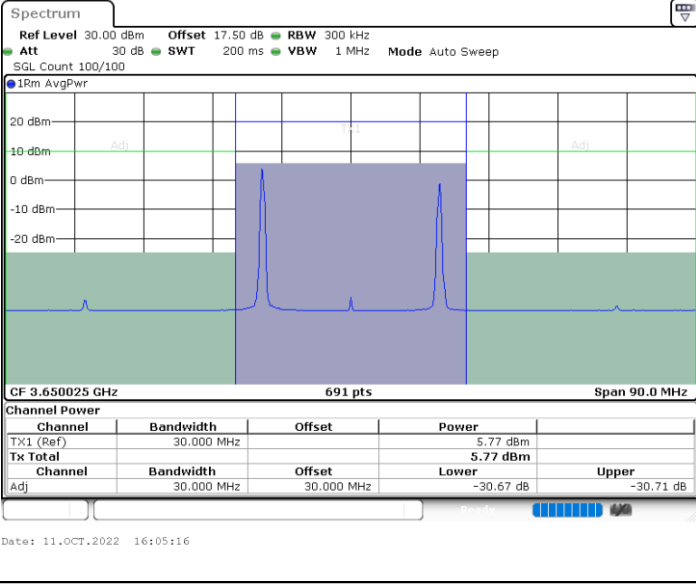 Spectrum
Ref Level 30.00 dBm Offset 17.50 dB RBW 300 kHz
Att 30 dB SWT 200 ms VBW 1 MHz Mode Auto Sweep
SGL Count 100/100
1Rm AvgPwr
20 dBm
Tx1
Adj Adj
10 dBm
0 dBm
-10 dBm
-20 dBm
CF 3.650025 GHz 691 pts Span 90.0 MHz
Channel Power
Channel Bandwidth Offset Power
TX1 (Ref) 30.000 MHz 5.77 dBm
Tx Total 5.77 dBm
Channel Bandwidth Offset Lower Upper
Adj 30.000 MHz 30.000 MHz -30.67 dB -30.71 dB
Ready
Date: 11.OCT.2022 16:05:16